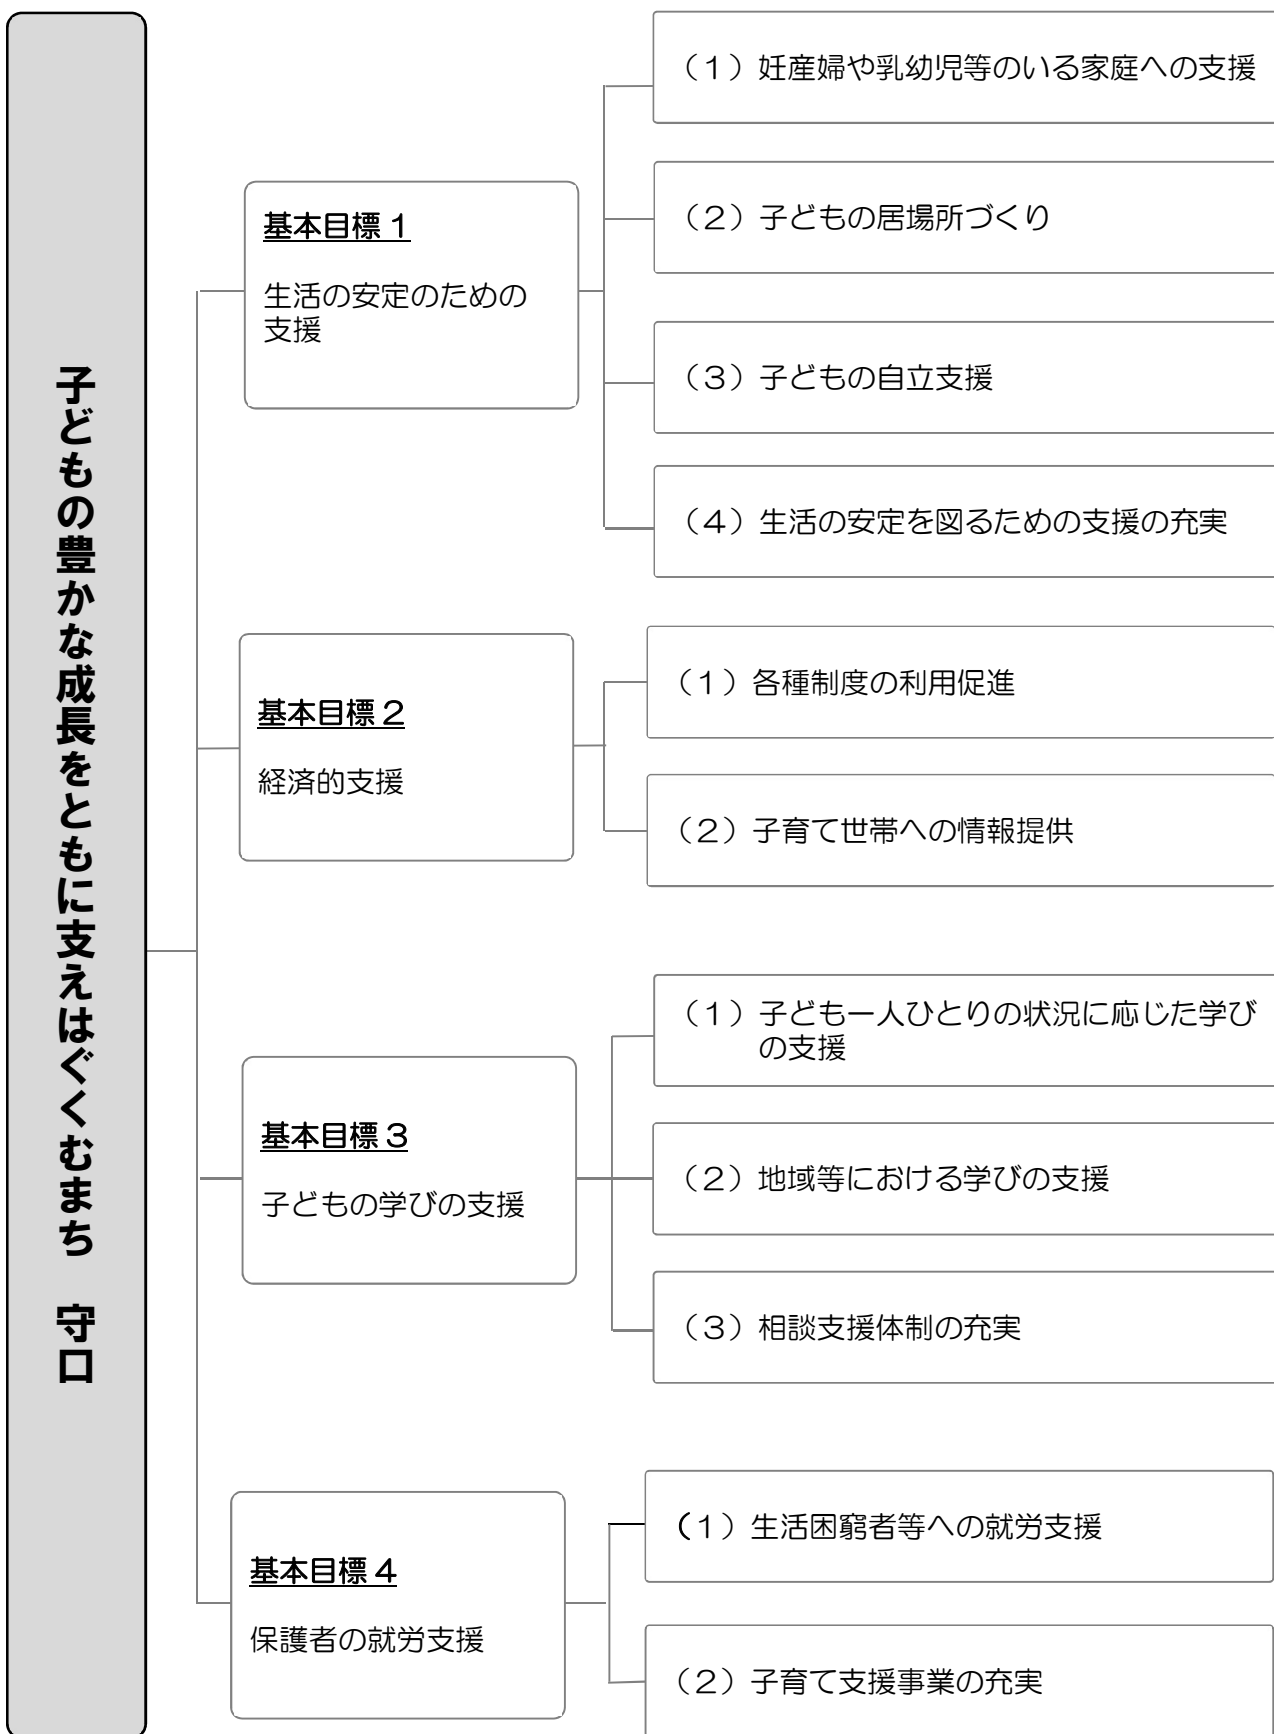 子どもの豊かな成長をともに支えはぐくむまち　守口
基本目標１
生活の安定のための
支援
（１）妊産婦や乳幼児等のいる家庭への支援
（２）子どもの居場所づくり
（３）子どもの自立支援
（４）生活の安定を図るための支援の充実
基本目標２
経済的支援
（１）各種制度の利用促進
（２）子育て世帯への情報提供
基本目標３
子どもの学びの支援
（１）子ども一人ひとりの状況に応じた学び
の支援
（２）地域等における学びの支援
（３）相談支援体制の充実
基本目標４
保護者の就労支援
（１）生活困窮者等への就労支援
（２）子育て支援事業の充実